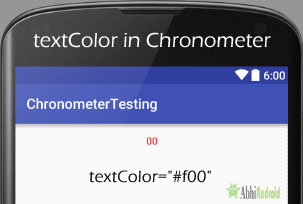 textColor in Chronometer
6:00
ChronometerTesting
00
textColor="#f00"
AbhiAndroid